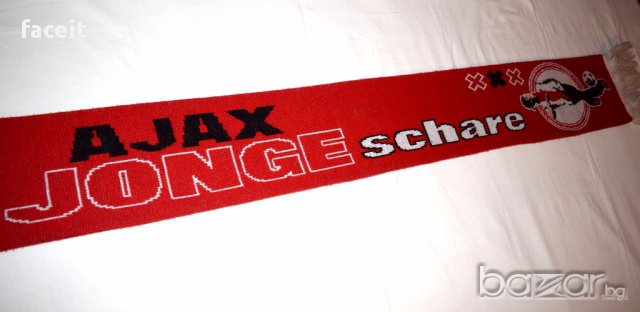 faceit
AJAX
JONGE schare
bazar.bg